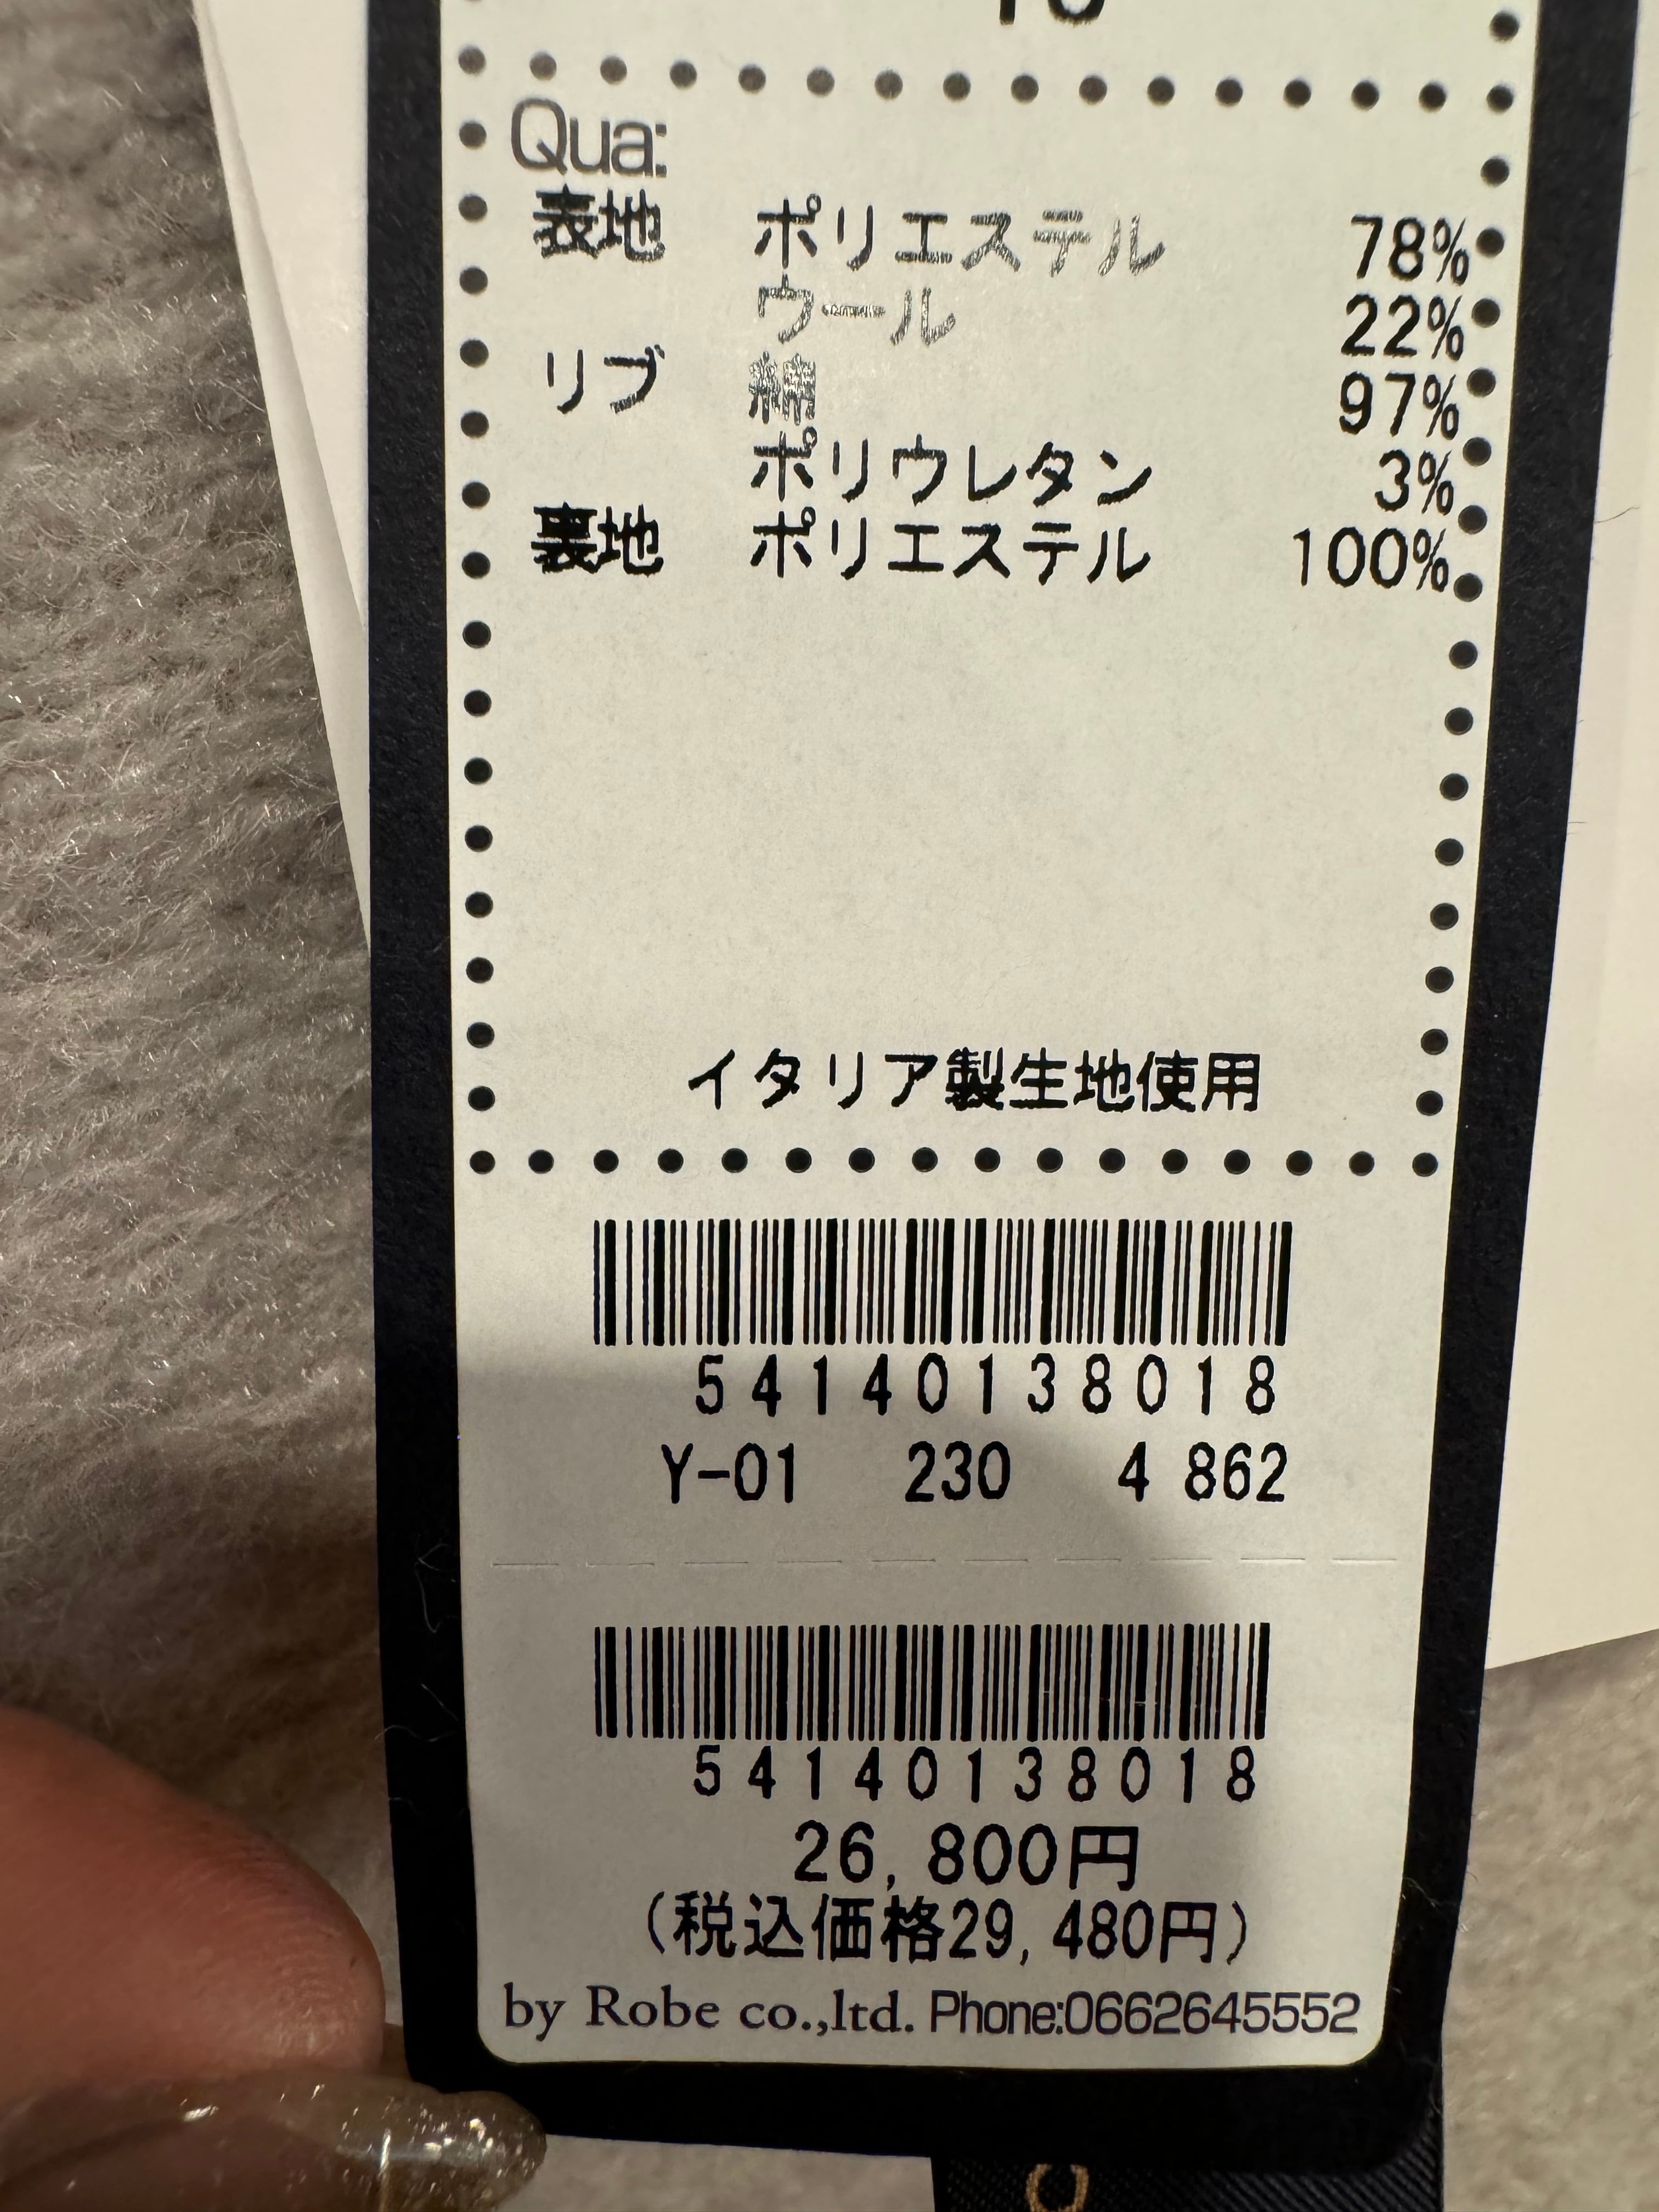 Qua:
表地 ポリエステル 78%
ウール 22%
リブ 綿 97%
ポリウレタン 3%
裏地 ポリエステル 100%
イタリア製生地使用
54140138018
Y-01 230 4 862
54140138018
26,800円
(税込価格29,480円)
by Robe co.,ltd. Phone:0662645552